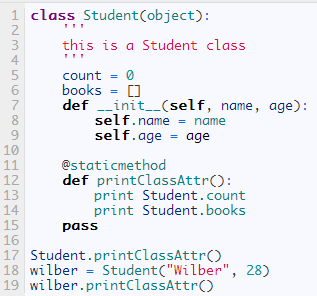 1 class Student(object):
2     '''
3     this is a Student class
4     '''
5     count = 0
6     books = []
7     def __init__(self, name, age):
8         self.name = name
9         self.age = age
10
11     @staticmethod
12     def printClassAttr():
13         print Student.count
14         print Student.books
15     pass
16
17 Student.printClassAttr()
18 wilber = Student("Wilber", 28)
19 wilber.printClassAttr()